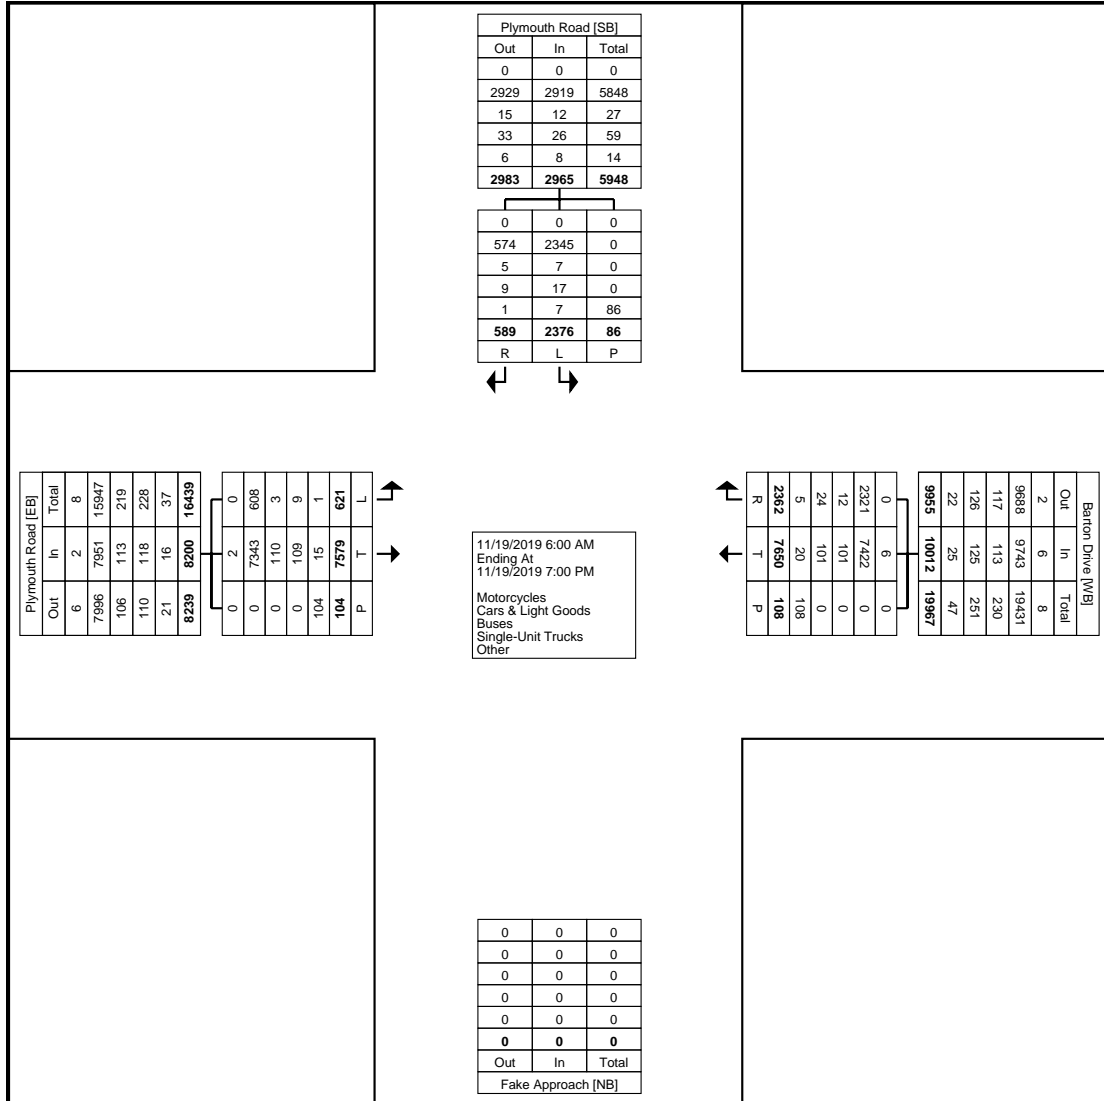 Plymouth Road [SB]
Out In Total
0 0 0
2929 2919 5848
15 12 27
33 26 59
6 8 14
2983 2965 5948
0 0 0
574 2345 0
5 7 0
9 17 0
1 7 86
589 2376 86
R L P
Plymouth Road [EB]
Total In Out
8 2 6
15947 7951 7996
219 113 106
228 118 110
37 16 21
16439 8200 8239
0 2 0
608 7343 0
3 110 0
9 109 0
1 15 104
621 7579 104
L T P
11/19/2019 6:00 AM
Ending At
11/19/2019 7:00 PM
Motorcycles
Cars & Light Goods
Buses
Single-Unit Trucks
Other
Barton Drive [WB]
Out In Total
2 6 8
9688 9743 19431
117 113 230
126 125 251
22 25 47
9955 10012 19967
0 6 0
2321 7422 0
12 101 0
24 101 0
5 20 108
2362 7650 108
R T P
0 0 0
0 0 0
0 0 0
0 0 0
0 0 0
0 0 0
Out In Total
Fake Approach [NB]